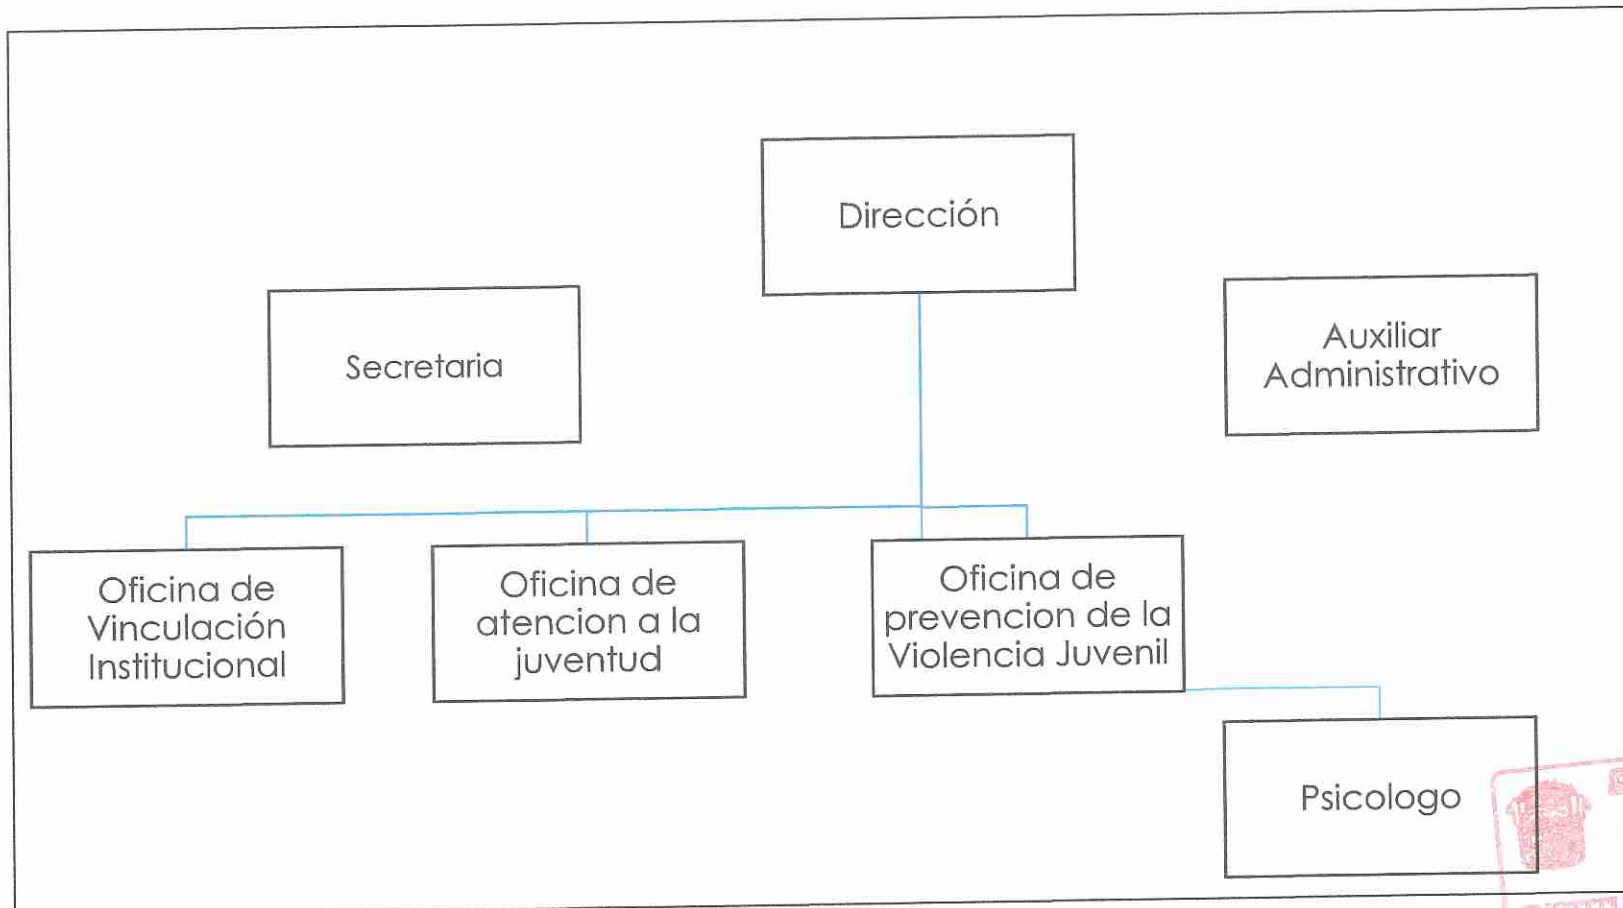 Dirección
Secretaria
Auxiliar
Administrativo
Oficina de
Vinculación
Institucional
Oficina de
atencion a la
juventud
Oficina de
prevencion de la
Violencia Juvenil
Psicologo